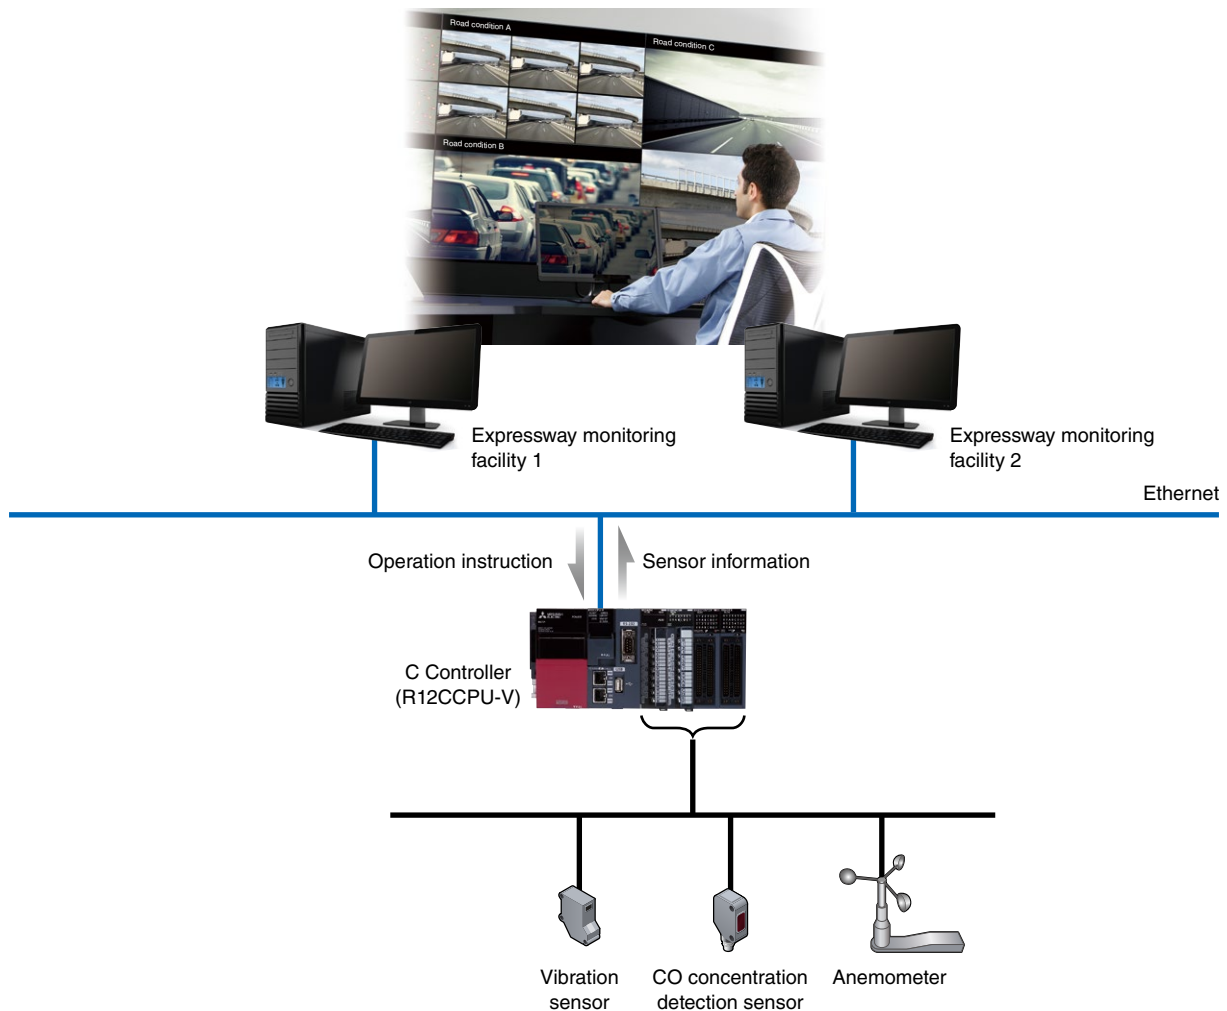 Road condition A
Road condition C
Road condition B
Expressway monitoring
facility 1
Expressway monitoring
facility 2
Ethernet
Operation instruction
Sensor information
C Controller
(R12CCPU-V)
Vibration
sensor
CO concentration
detection sensor
Anemometer